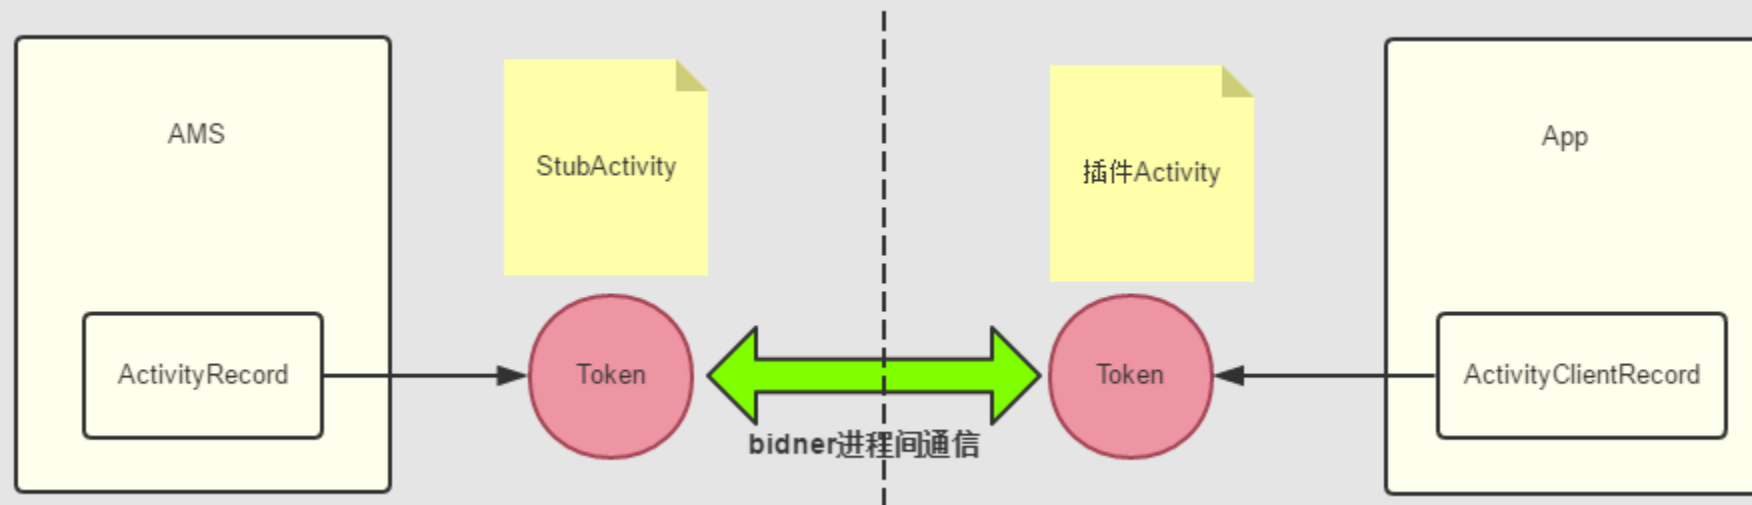 AMS
StubActivity
插件Activity
App
ActivityRecord
Token
Token
ActivityClientRecord
bidner进程间通信